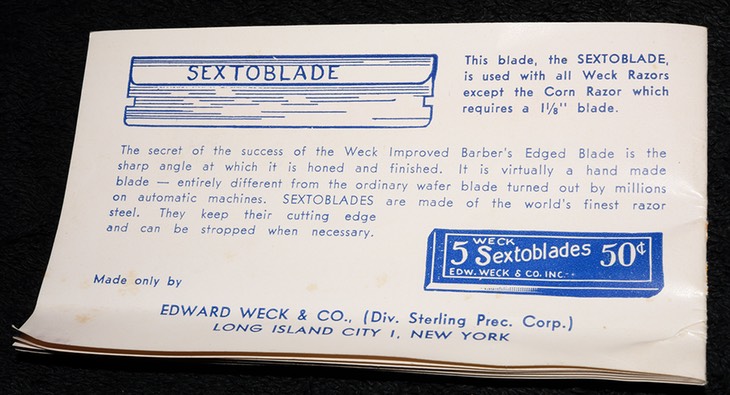 SEXTOBLADE
This blade, the SEXTOBLADE,
is used with all Weck Razors
except the Corn Razor which
requires a 1⅛" blade.
The secret of the success of the Weck Improved Barber's Edged Blade is the
sharp angle at which it is honed and finished. It is virtually a hand made
blade — entirely different from the ordinary wafer blade turned out by millions
on automatic machines. SEXTOBLADES are made of the world's finest razor
steel. They keep their cutting edge
and can be stropped when necessary.
5 WECK Sextoblades 50¢
EDW. WECK & CO. INC.
Made only by
EDWARD WECK & CO., (Div. Sterling Prec. Corp.)
LONG ISLAND CITY 1, NEW YORK